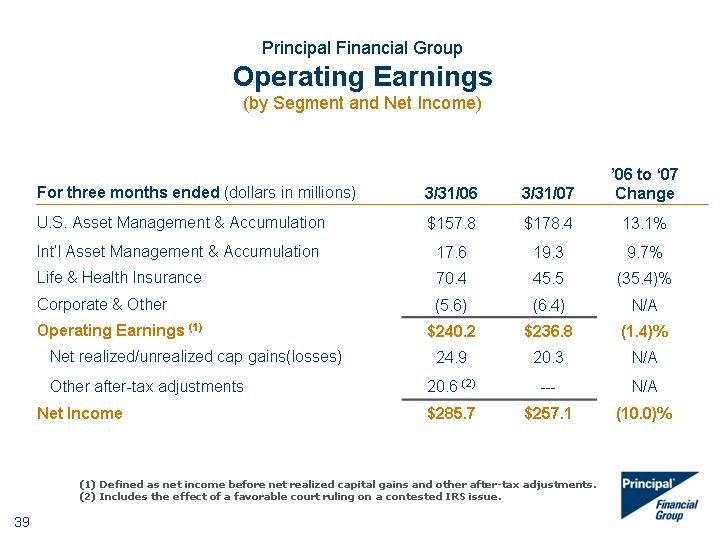 Principal Financial Group
Operating Earnings
(by Segment and Net Income)
For three months ended (dollars in millions) 3/31/06 3/31/07 ’06 to ‘07 Change
U.S. Asset Management & Accumulation $157.8 $178.4 13.1%
Int’l Asset Management & Accumulation 17.6 19.3 9.7%
Life & Health Insurance 70.4 45.5 (35.4)%
Corporate & Other (5.6) (6.4) N/A
Operating Earnings (1) $240.2 $236.8 (1.4)%
Net realized/unrealized cap gains(losses) 24.9 20.3 N/A
Other after-tax adjustments 20.6 (2) --- N/A
Net Income $285.7 $257.1 (10.0)%
(1) Defined as net income before net realized capital gains and other after-tax adjustments.
(2) Includes the effect of a favorable court ruling on a contested IRS issue.
Principal
Financial
Group
39